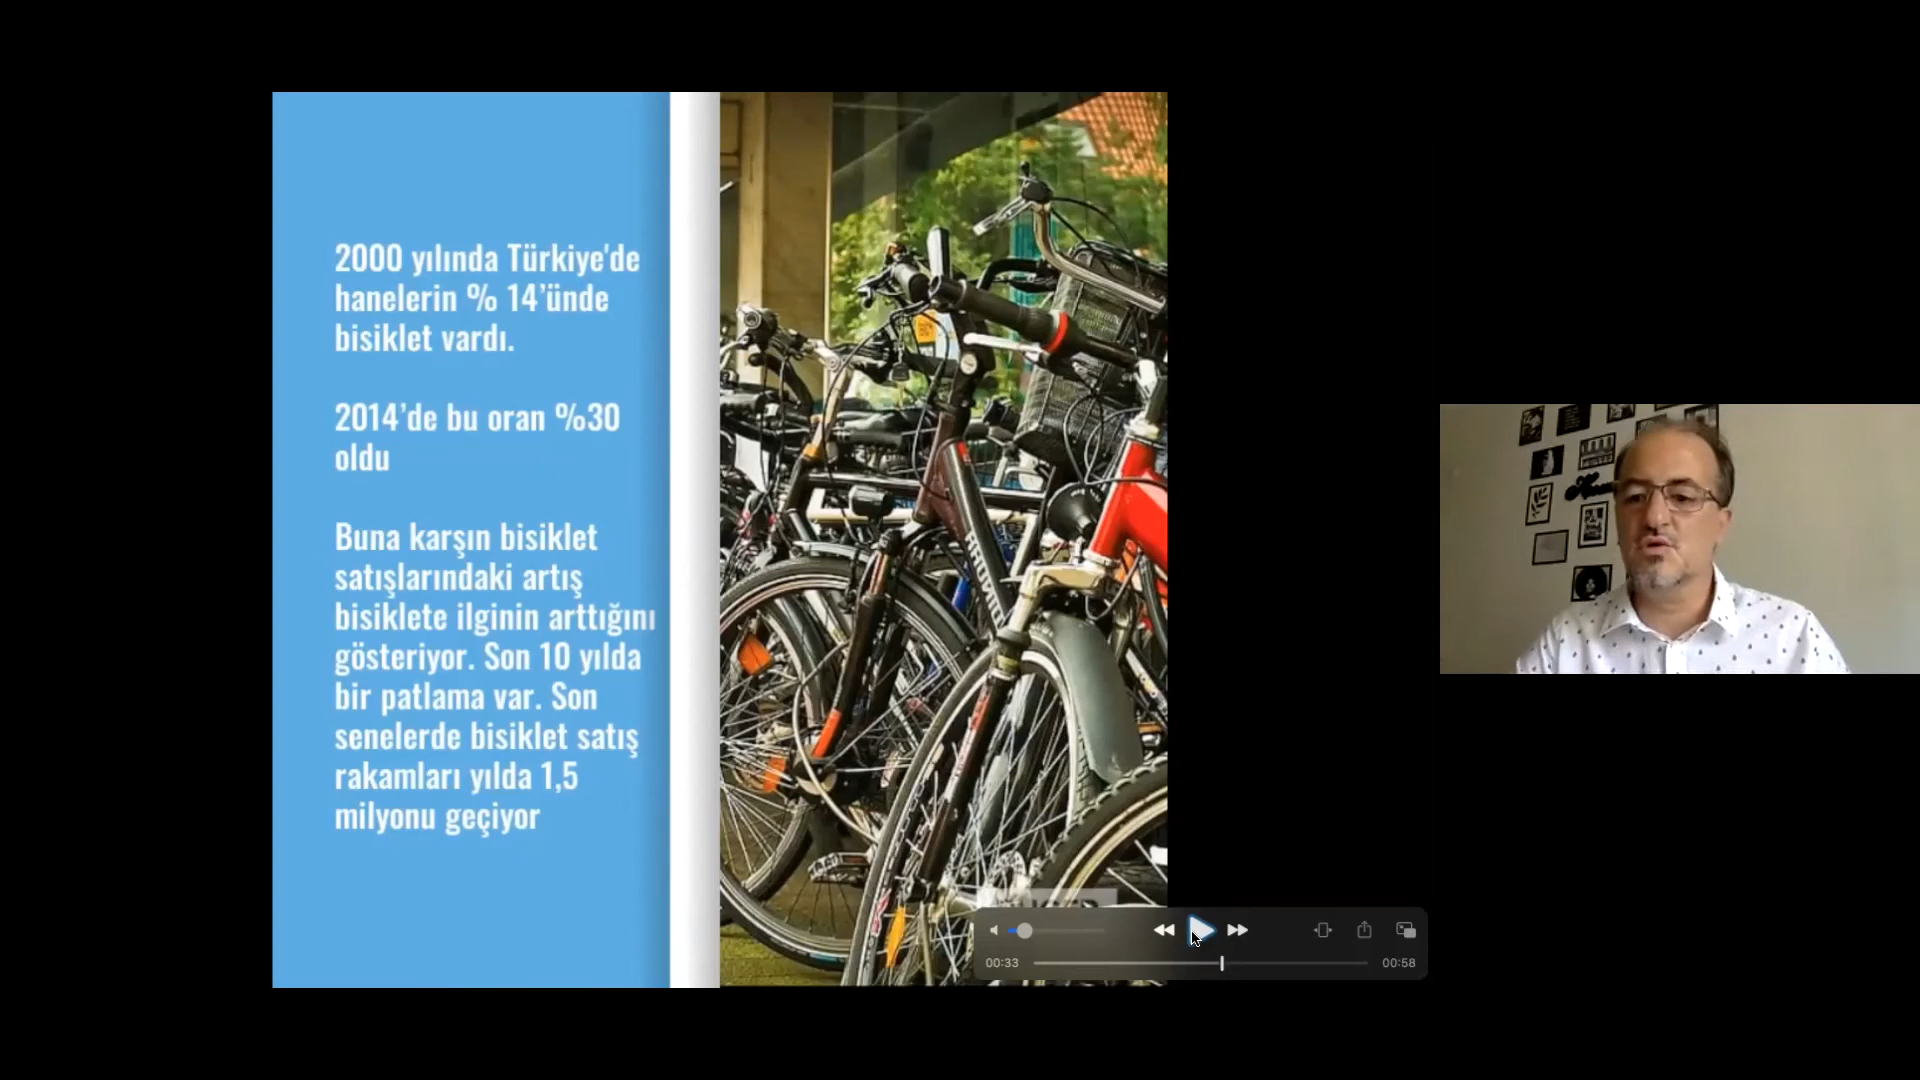 2000 yılında Türkiye'de
hanelerin % 14’ünde
bisiklet vardı.
2014’de bu oran %30
oldu
Buna karşın bisiklet
satışlarındaki artış
bisiklete ilginin arttığını
gösteriyor. Son 10 yılda
bir patlama var. Son
senelerde bisiklet satış
rakamları yılda 1,5
milyonu geçiyor
00:33
00:58